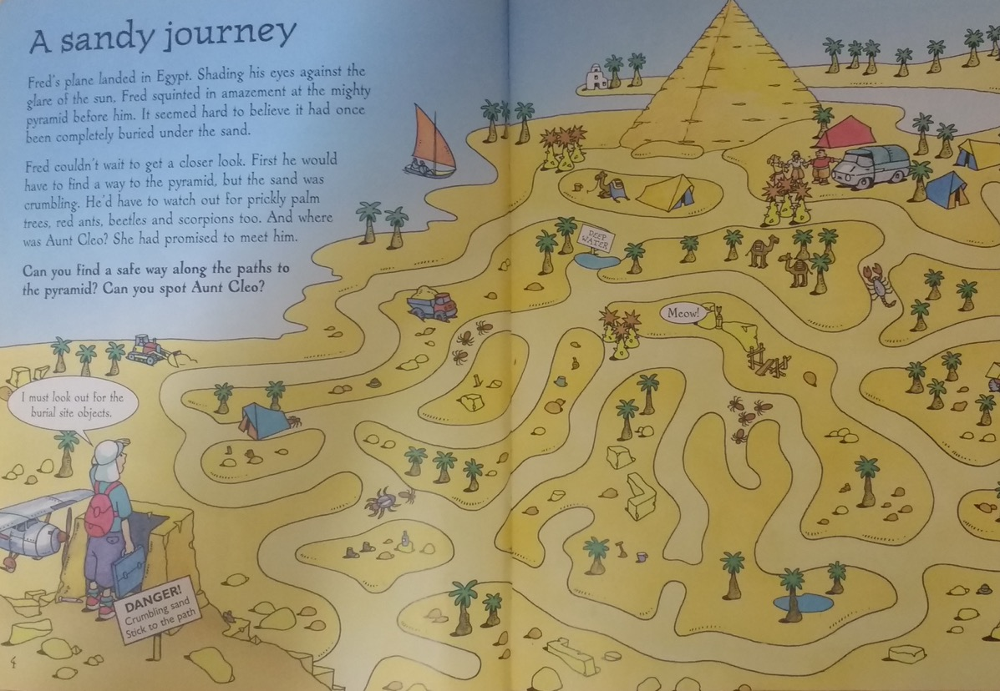 A sandy journey
Fred's plane landed in Egypt. Shading his eyes against the
glare of the sun, Fred squinted in amazement at the mighty
pyramid before him. It seemed hard to believe it had once
been completely buried under the sand.
Fred couldn't wait to get a closer look. First he would
have to find a way to the pyramid, but the sand was
crumbling. He'd have to watch out for prickly palm
trees, red ants, beetles and scorpions too. And where
was Aunt Cleo? She had promised to meet him.
Can you find a safe way along the paths to
the pyramid? Can you spot Aunt Cleo?
DEEP
WATER
Meow!
I must look out for the
burial site objects.
DANGER!
Crumbling sand
Stick to the path
4